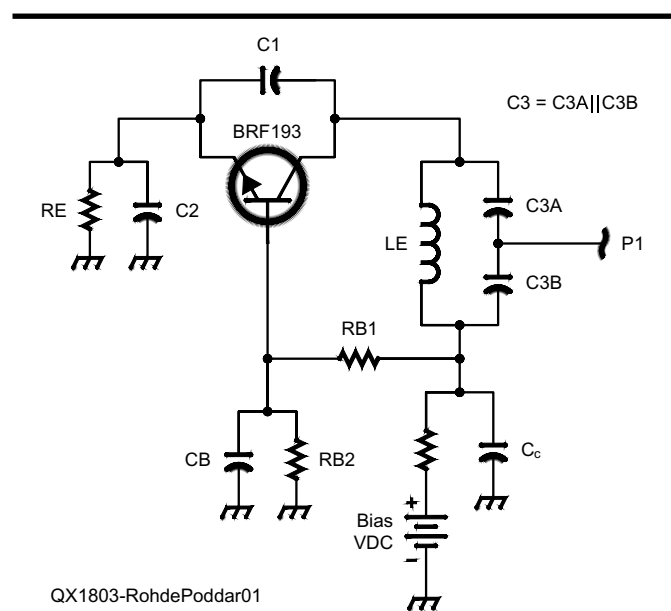 C1
C3 = C3A||C3B
BRF193
RE
C2
C3A
LE
P1
C3B
RB1
CB
RB2
Cc
+
Bias
VDC
-
QX1803-RohdePoddar01